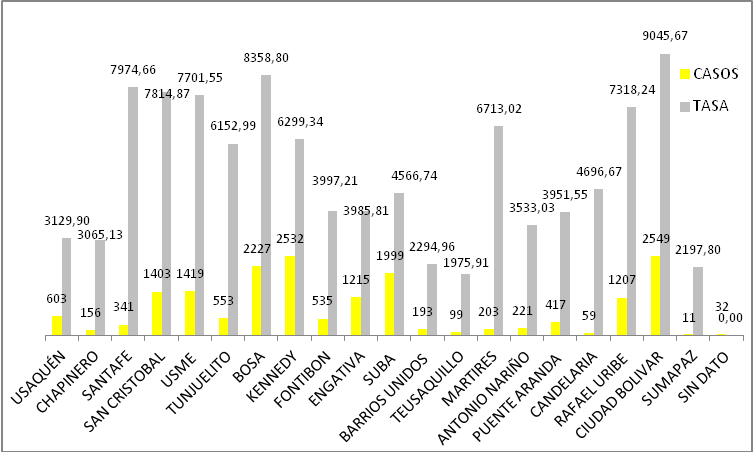 9045,67
8358,80
7974,66
7814,87
7701,55
7318,24
6713,02
6299,34
6152,99
4696,67
4566,74
3997,21
3985,81
3951,55
3533,03
3129,90
3065,13
2294,96
2197,80
1975,91
CASOS
TASA
603
156
341
1403
1419
553
2227
2532
535
1215
1999
193
99
203
221
417
59
1207
2549
11
32
0,00
USAQUÉN
CHAPINERO
SANTAFE
SAN CRISTOBAL
USME
TUNJUELITO
BOSA
KENNEDY
FONTIBON
ENGATIVA
SUBA
BARRIOS UNIDOS
TEUSAQUILLO
MARTIRES
ANTONIO NARIÑO
PUENTE ARANDA
CANDELARIA
RAFAEL URIBE
CIUDAD BOLIVAR
SUMAPAZ
SIN DATO